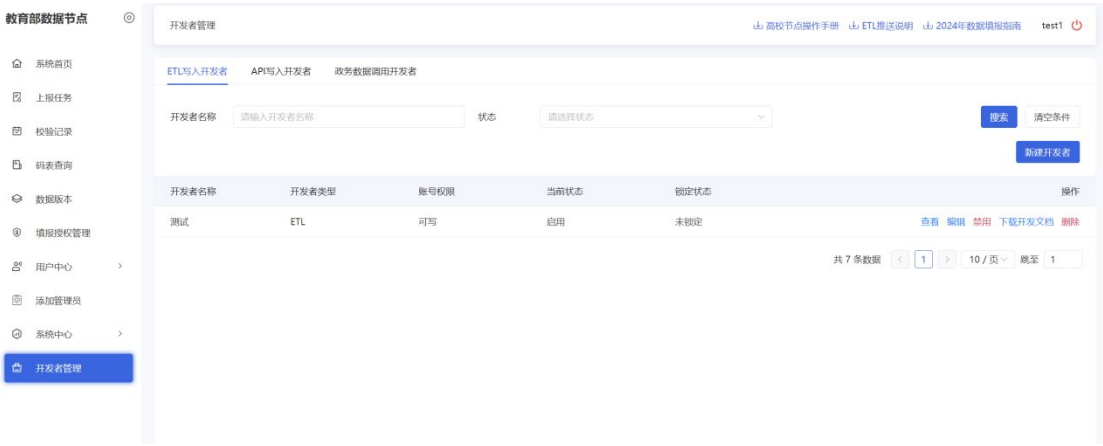 教育部数据节点
开发者管理 高校节点操作手册 ETL推送说明 2024年数据填报指南 test1
系统首页
上报任务
校验记录
码表查询
数据版本
填报授权管理
用户中心
添加管理员
系统中心
开发者管理
ETL写入开发者 API写入开发者 政务数据调用开发者
开发者名称 请输入开发者名称 状态 请选择状态 搜索 清空条件
新建开发者
开发者名称 开发者类型 账号权限 当前状态 锁定状态 操作
测试 ETL 可写 启用 未锁定 查看 编辑 禁用 下载开发文档 删除
共 7 条数据 < 1 > 10 / 页 跳至 1